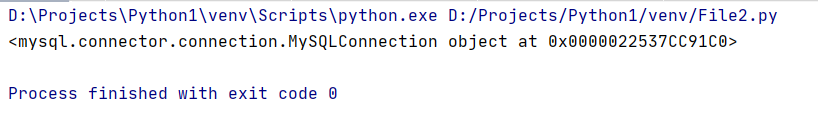 D:\Projects\Python1\venv\Scripts\python.exe D:/Projects/Python1/venv/File2.py
<mysql.connector.connection.MySQLConnection object at 0x0000022537CC91C0>
Process finished with exit code 0